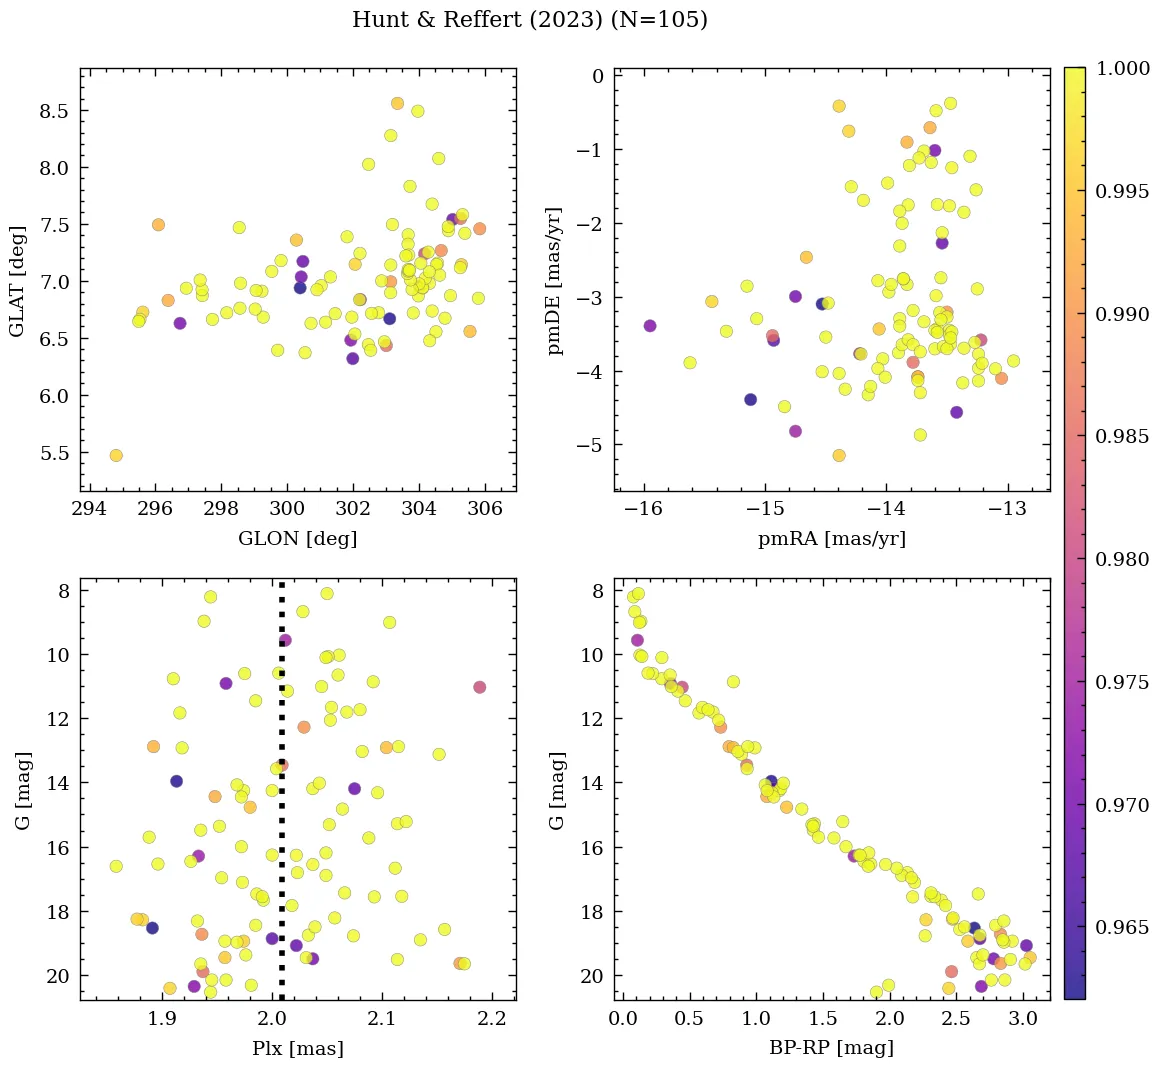 Hunt & Reffert (2023) (N=105)
8.5
8.0
7.5
7.0
6.5
6.0
5.5
GLAT [deg]
294 296 298 300 302 304 306
GLON [deg]
0
−1
−2
−3
−4
−5
pmDE [mas/yr]
−16 −15 −14 −13
pmRA [mas/yr]
8
10
12
14
16
18
20
G [mag]
1.9 2.0 2.1 2.2
Plx [mas]
8
10
12
14
16
18
20
G [mag]
0.0 0.5 1.0 1.5 2.0 2.5 3.0
BP-RP [mag]
1.000
0.995
0.990
0.985
0.980
0.975
0.970
0.965